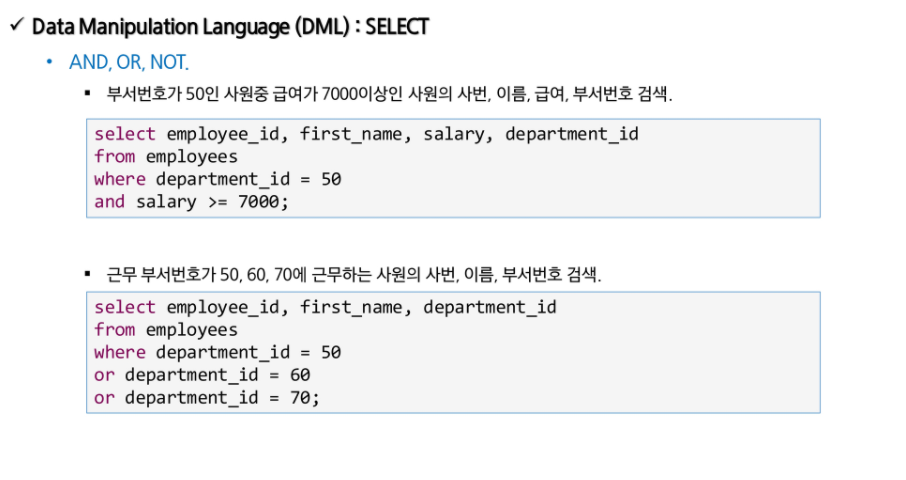 ✓ Data Manipulation Language (DML) : SELECT
• AND, OR, NOT.
▪ 부서번호가 50인 사원중 급여가 7000이상인 사원의 사번, 이름, 급여, 부서번호 검색.
select employee_id, first_name, salary, department_id
from employees
where department_id = 50
and salary >= 7000;
▪ 근무 부서번호가 50, 60, 70에 근무하는 사원의 사번, 이름, 부서번호 검색.
select employee_id, first_name, department_id
from employees
where department_id = 50
or department_id = 60
or department_id = 70;